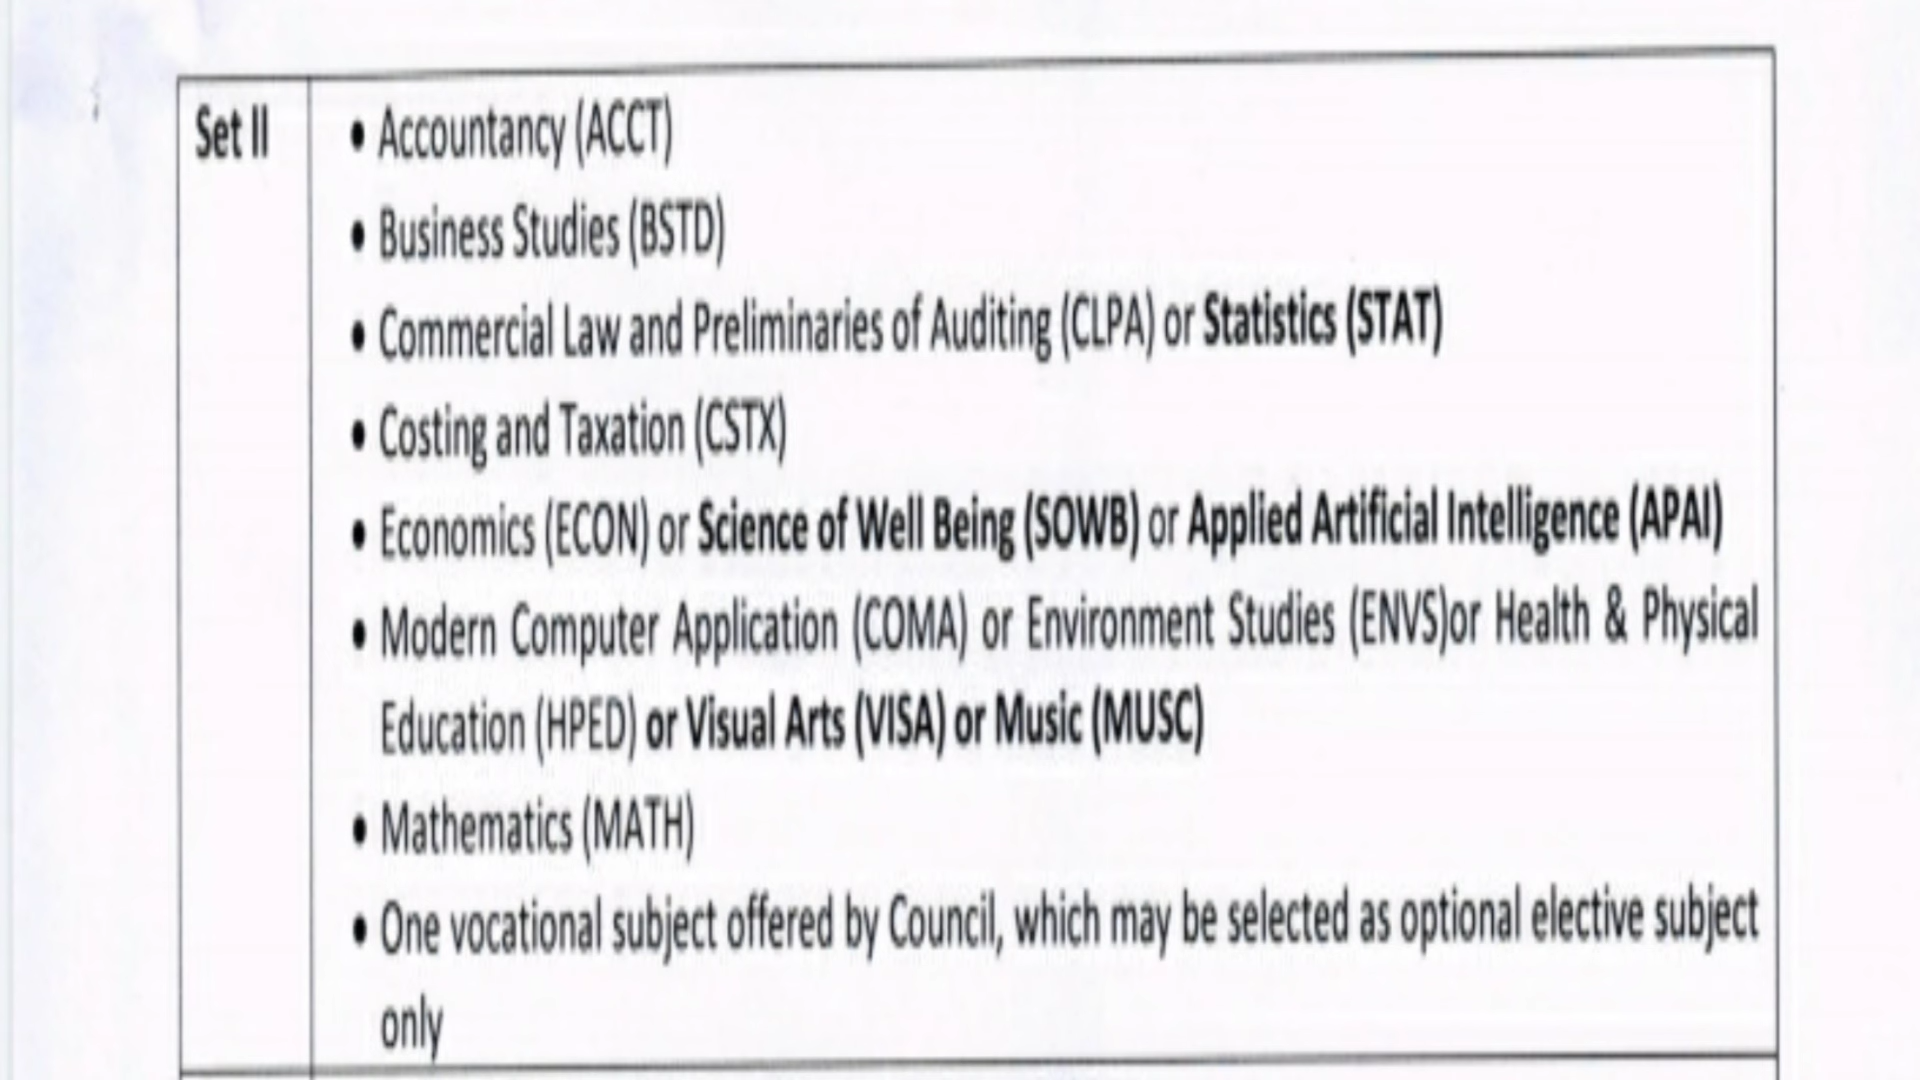 Set II
• Accountancy (ACCT)
• Business Studies (BSTD)
• Commercial Law and Preliminaries of Auditing (CLPA) or Statistics (STAT)
• Costing and Taxation (CSTX)
• Economics (ECON) or Science of Well Being (SOWB) or Applied Artificial Intelligence (APAI)
• Modern Computer Application (COMA) or Environment Studies (ENVS)or Health & Physical
Education (HPED) or Visual Arts (VISA) or Music (MUSC)
• Mathematics (MATH)
• One vocational subject offered by Council, which may be selected as optional elective subject
only